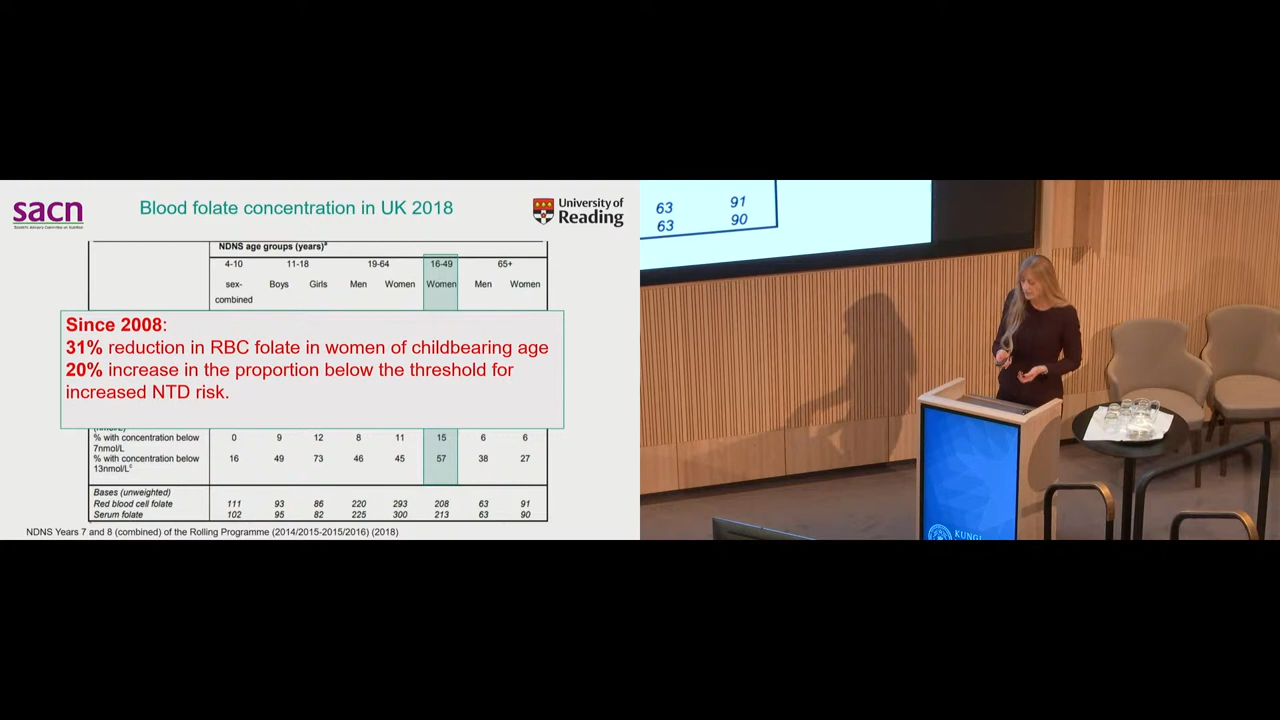 sacn
Blood folate concentration in UK 2018
University of
Reading
NDNS age groups (years)ª
4-10 11-18 19-64 16-49 65+
sex- Boys Girls Men Women Women Men Women
combined
Since 2008:
31% reduction in RBC folate in women of childbearing age
20% increase in the proportion below the threshold for
increased NTD risk.
% with concentration below 0 9 12 8 11 15 6 6
7nmol/L
% with concentration below 16 49 73 46 45 57 38 27
13nmol/Lᶜ
Bases (unweighted)
Red blood cell folate 111 93 86 220 293 208 63 91
Serum folate 102 95 82 225 300 213 63 90
NDNS Years 7 and 8 (combined) of the Rolling Programme (2014/2015-2015/2016) (2018)
63 91
63 90
KUNGL